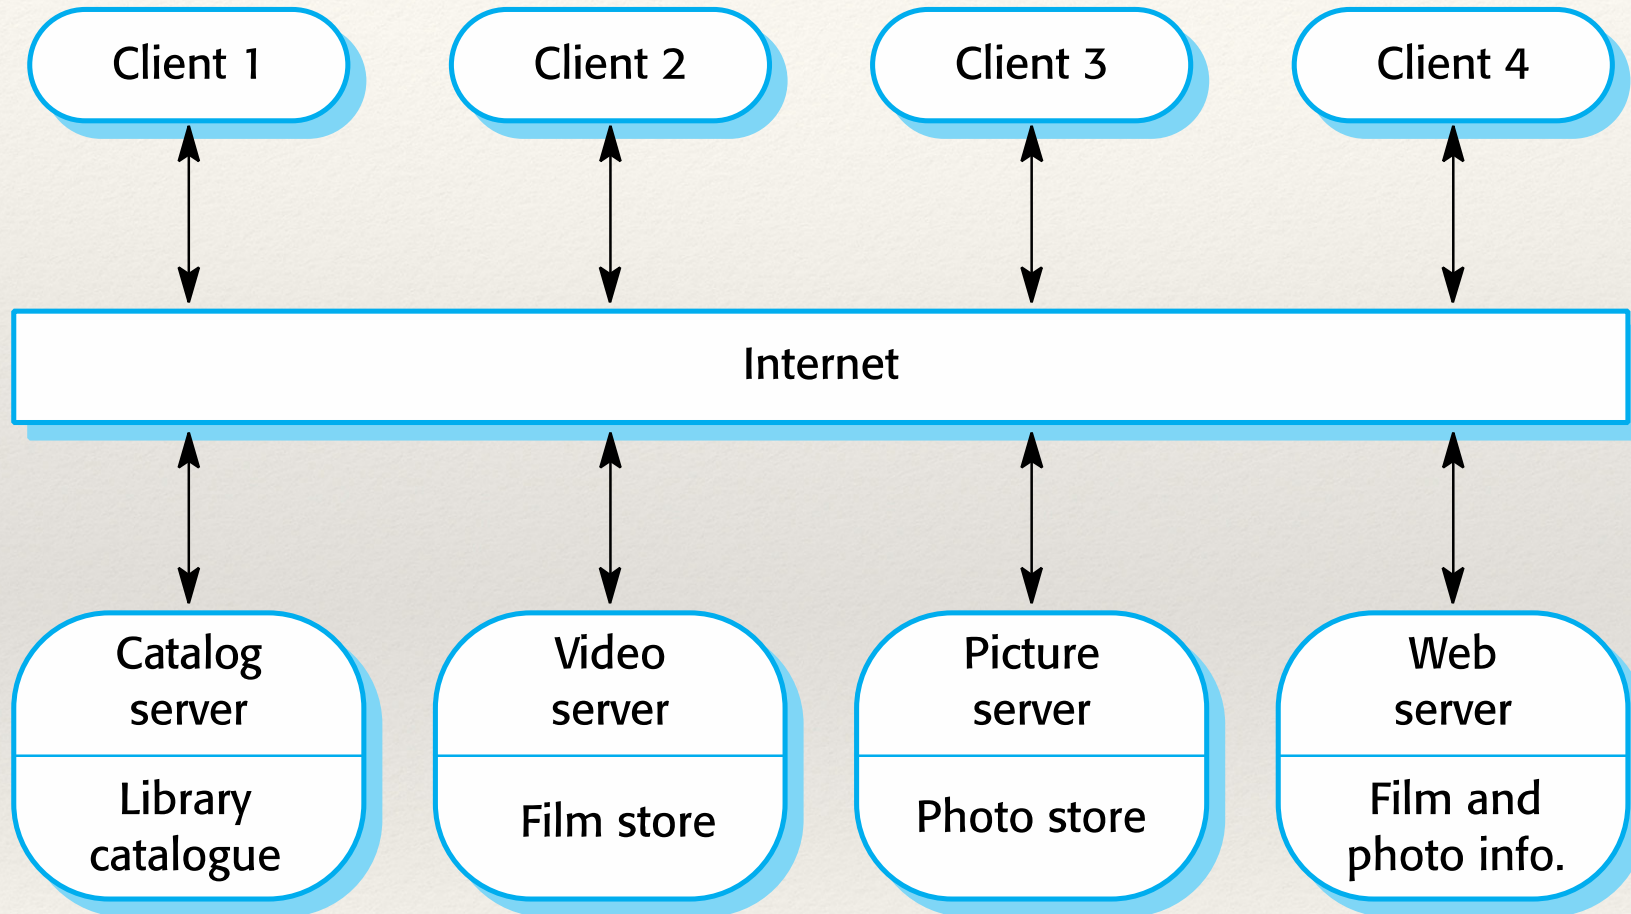 Client 1
Client 2
Client 3
Client 4
Internet
Catalog
server
Library
catalogue
Video
server
Film store
Picture
server
Photo store
Web
server
Film and
photo info.